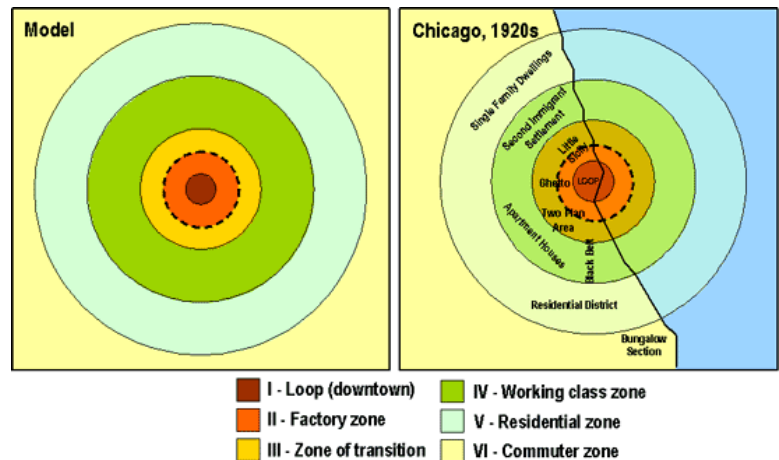 Model
Chicago, 1920s
Single Family Dwellings
Second Immigrant
Settlement
Little
Sicily
LOOP
Ghetto
Two Plan
Area
Apartment Houses
Black Belt
Residential District
Bungalow
Section
I - Loop (downtown)
II - Factory zone
III - Zone of transition
IV - Working class zone
V - Residential zone
VI - Commuter zone